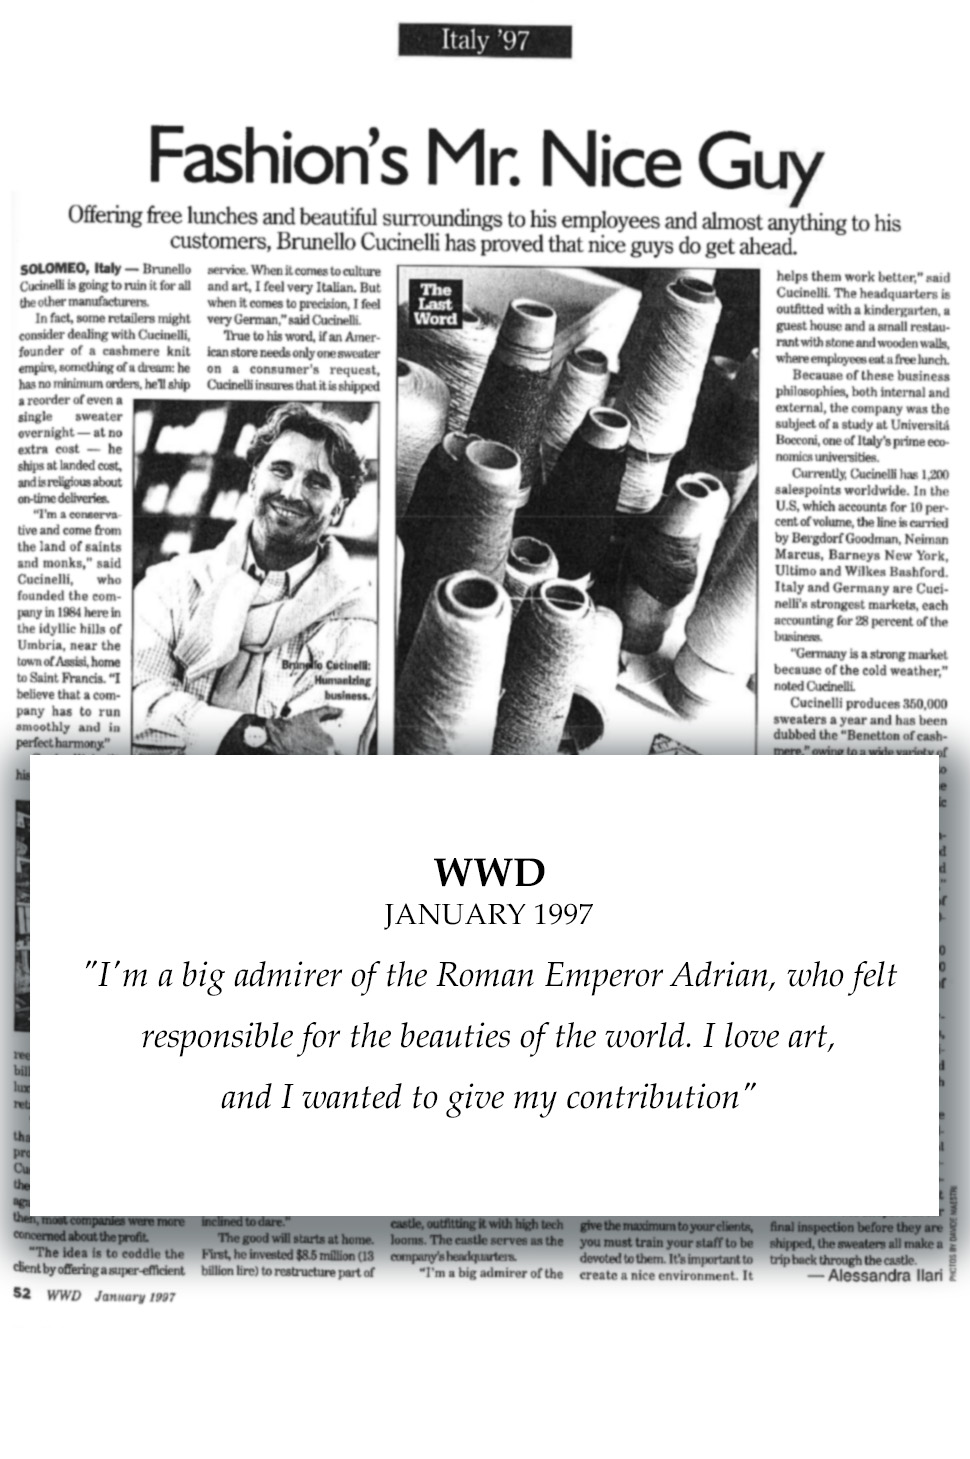 Italy '97
Fashion's Mr. Nice Guy
Offering free lunches and beautiful surroundings to his employees and almost anything to his
customers, Brunello Cucinelli has proved that nice guys do get ahead.
SOLOMEO, Italy — Brunello
Cucinelli is going to ruin it for all
the other manufacturers.
In fact, some retailers might
consider dealing with Cucinelli,
founder of a cashmere knit
empire, something of a dream: he
has no minimum orders, he'll ship
a reorder of even a
single sweater
overnight — at no
extra cost — he
ships at landed cost,
and is religious about
on-time deliveries.
"I'm a conserva-
tive and come from
the land of saints
and monks," said
Cucinelli, who
founded the com-
pany in 1984 here in
the idyllic hills of
Umbria, near the
town of Assisi, home
to Saint Francis. "I
believe that a com-
pany has to run
smoothly and in
perfect harmony."
service. When it comes to culture
and art, I feel very Italian. But
when it comes to precision, I feel
very German," said Cucinelli.
True to his word, if an Amer-
ican store needs only one sweater
on a consumer's request,
Cucinelli insures that it is shipped
Brunello Cucinelli:
Humanizing
business.
The
Last
Word
helps them work better," said
Cucinelli. The headquarters is
outfitted with a kindergarten, a
guest house and a small restau-
rant with stone and wooden walls,
where employees eat a free lunch.
Because of these business
philosophies, both internal and
external, the company was the
subject of a study at Universitá
Bocconi, one of Italy's prime eco-
nomics universities.
Currently, Cucinelli has 1,200
salespoints worldwide. In the
U.S, which accounts for 10 per-
cent of volume, the line is carried
by Bergdorf Goodman, Neiman
Marcus, Barneys New York,
Ultimo and Wilkes Bashford.
Italy and Germany are Cuci-
nelli's strongest markets, each
accounting for 28 percent of the
business.
"Germany is a strong market
because of the cold weather,"
noted Cucinelli.
Cucinelli produces 350,000
sweaters a year and has been
dubbed the "Benetton of cash-
mere," owing to a wide variety of
WWD
JANUARY 1997
"I'm a big admirer of the Roman Emperor Adrian, who felt
responsible for the beauties of the world. I love art,
and I wanted to give my contribution"
then, most companies were more
concerned about the profit.
"The idea is to coddle the
client by offering a super-efficient
inclined to dare."
The good will starts at home.
First, he invested $8.5 million (13
billion lire) to restructure part of
castle, outfitting it with high tech
looms. The castle serves as the
company's headquarters.
"I'm a big admirer of the
give the maximum to your clients,
you must train your staff to be
devoted to them. It's important to
create a nice environment. It
final inspection before they are
shipped, the sweaters all make a
trip back through the castle.
— Alessandra Ilari
PHOTOS BY DAVIDE MAESTRI
52 WWD January 1997